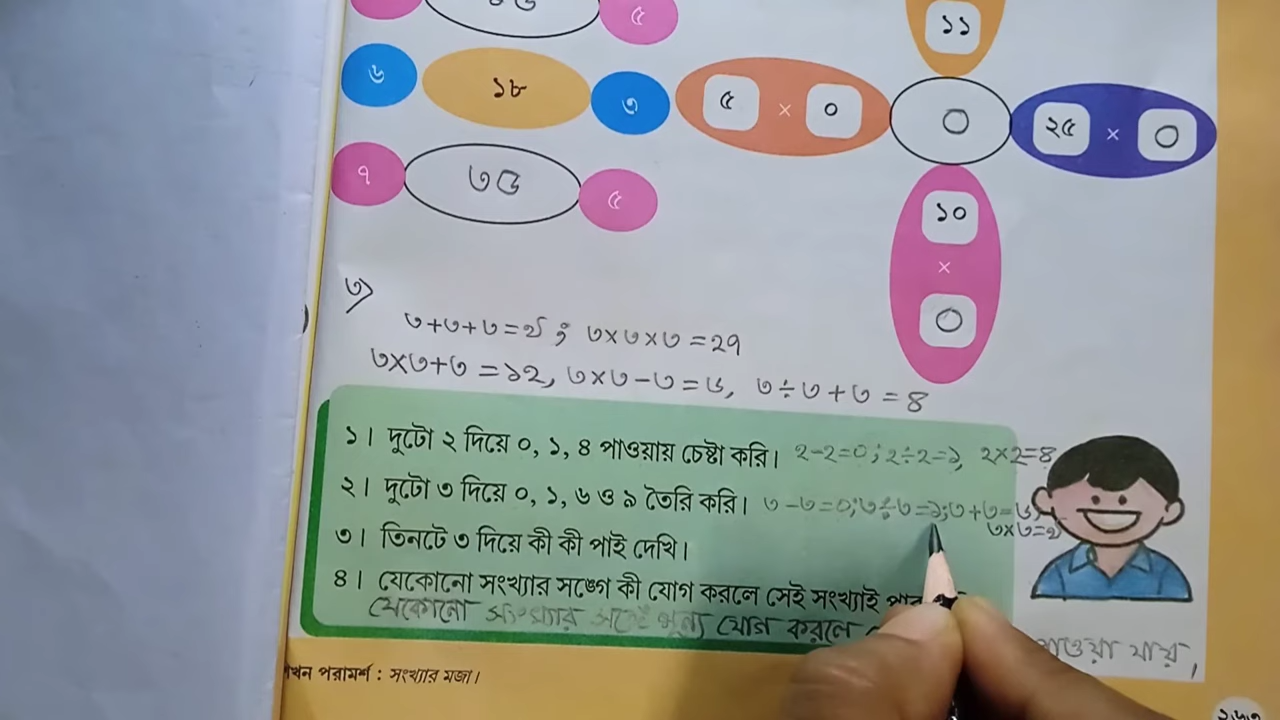 ৫
১১
৬ ১৮ ৩ ৫ × ০ ০ ২৫ × ০
৭ ৩৫ ৫
১০
×
০
৩)
৩+৩+৩=৯ ; ৩×৩×৩=২৭
৩×৩+৩=১২, ৩×৩-৩=৬, ৩÷৩+৩=৪
১। দুটো ২ দিয়ে ০, ১, ৪ পাওয়ায় চেষ্টা করি। ২-২=০; ২÷২=১, ২×২=৪
২। দুটো ৩ দিয়ে ০, ১, ৬ ও ৯ তৈরি করি। ৩-৩=০; ৩÷৩=১; ৩+৩=৬,
৩×৩=৯
৩। তিনটে ৩ দিয়ে কী কী পাই দেখি।
৪। যেকোনো সংখ্যার সঙ্গে কী যোগ করলে সেই সংখ্যাই
যেকোনো সংখ্যার সঙ্গে শূন্য যোগ করলে পাওয়া যায়।
পরামর্শ : সংখ্যার মজা।